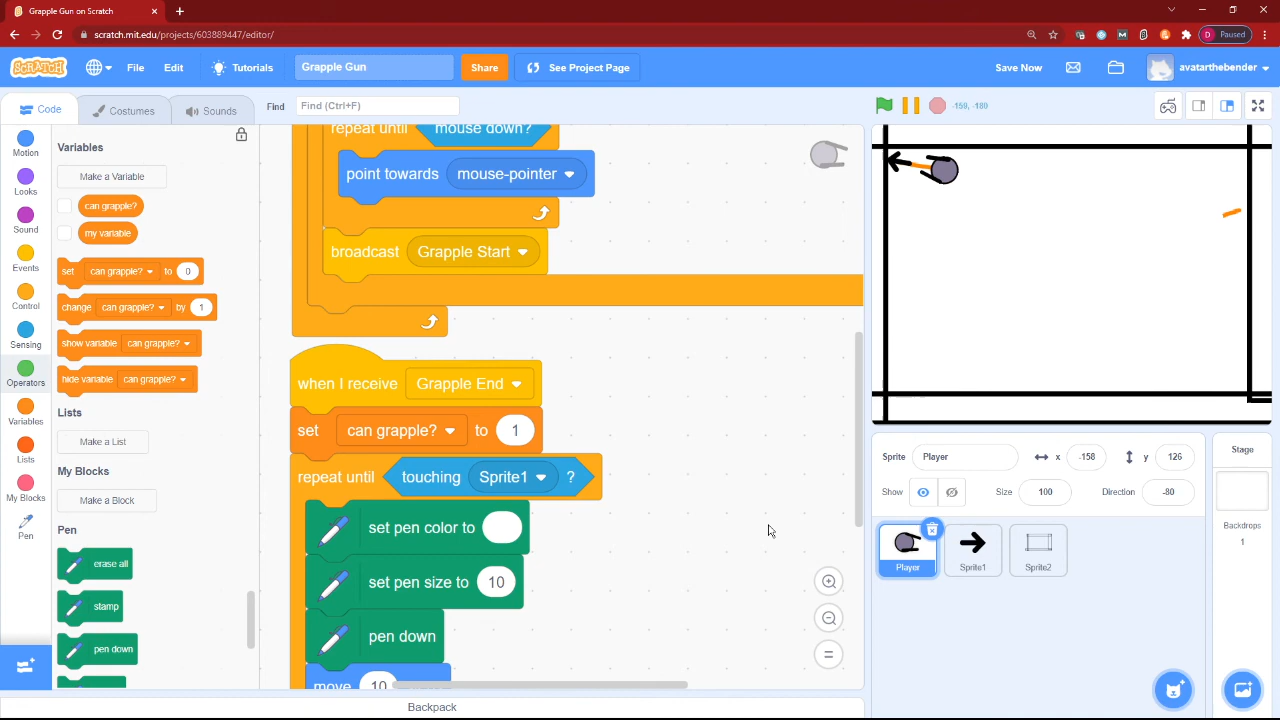 Grapple Gun on Scratch
scratch.mit.edu/projects/603889447/editor/
Paused
SCRATCH
File
Edit
Tutorials
Grapple Gun
Share
See Project Page
Save Now
avatarthebender
Code
Costumes
Sounds
Find
Find (Ctrl+F)
-159, -180
Motion
Looks
Sound
Events
Control
Sensing
Operators
Variables
Lists
My Blocks
Pen
Variables
Make a Variable
can grapple?
my variable
set can grapple? to 0
change can grapple? by 1
show variable can grapple?
hide variable can grapple?
Lists
Make a List
My Blocks
Make a Block
Pen
erase all
stamp
pen down
repeat until mouse down?
point towards mouse-pointer
broadcast Grapple Start
when I receive Grapple End
set can grapple? to 1
repeat until touching Sprite1 ?
set pen color to
set pen size to 10
pen down
move 10
Sprite Player x -158 y 126
Show Size 100 Direction -80
Player
Sprite1
Sprite2
Stage
Backdrops
1
Backpack